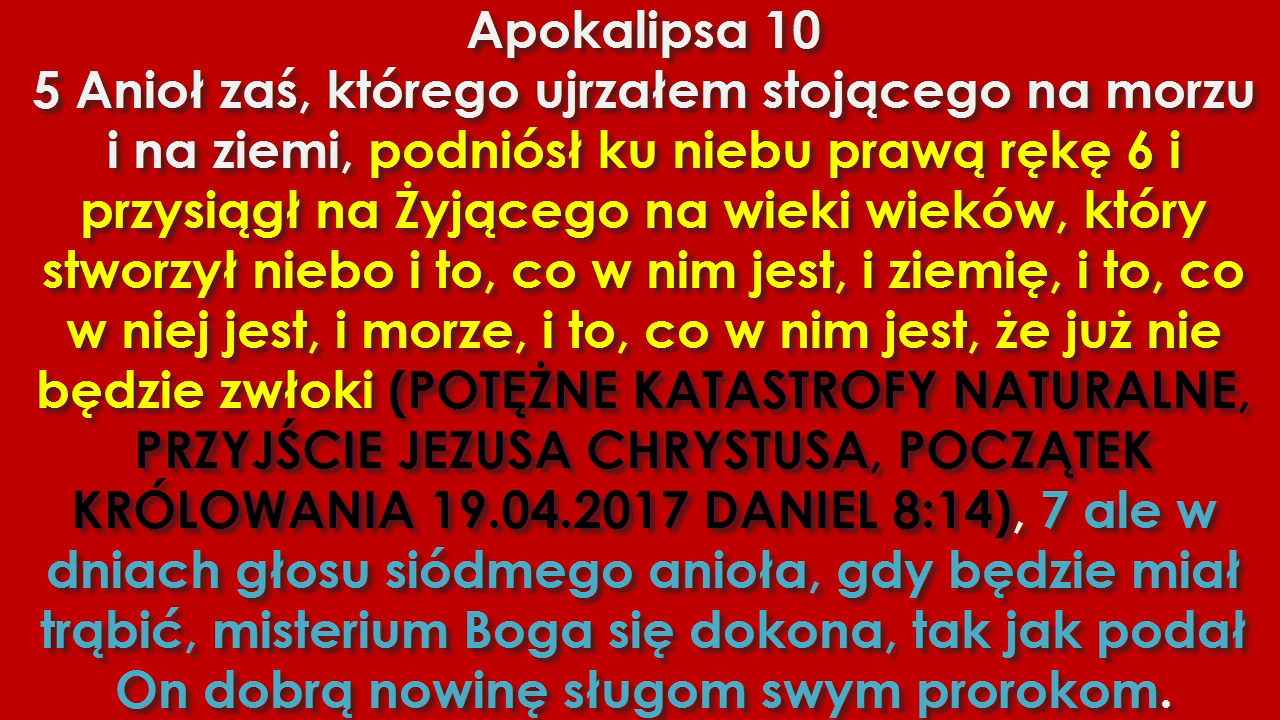 Apokalipsa 10
5 Anioł zaś, którego ujrzałem stojącego na morzu
i na ziemi, podniósł ku niebu prawą rękę 6 i
przysiągł na Żyjącego na wieki wieków, który
stworzył niebo i to, co w nim jest, i ziemię, i to, co
w niej jest, i morze, i to, co w nim jest, że już nie
będzie zwłoki (POTĘŻNE KATASTROFY NATURALNE,
PRZYJŚCIE JEZUSA CHRYSTUSA, POCZĄTEK
KRÓLOWANIA 19.04.2017 DANIEL 8:14), 7 ale w
dniach głosu siódmego anioła, gdy będzie miał
trąbić, misterium Boga się dokona, tak jak podał
On dobrą nowinę sługom swym prorokom.